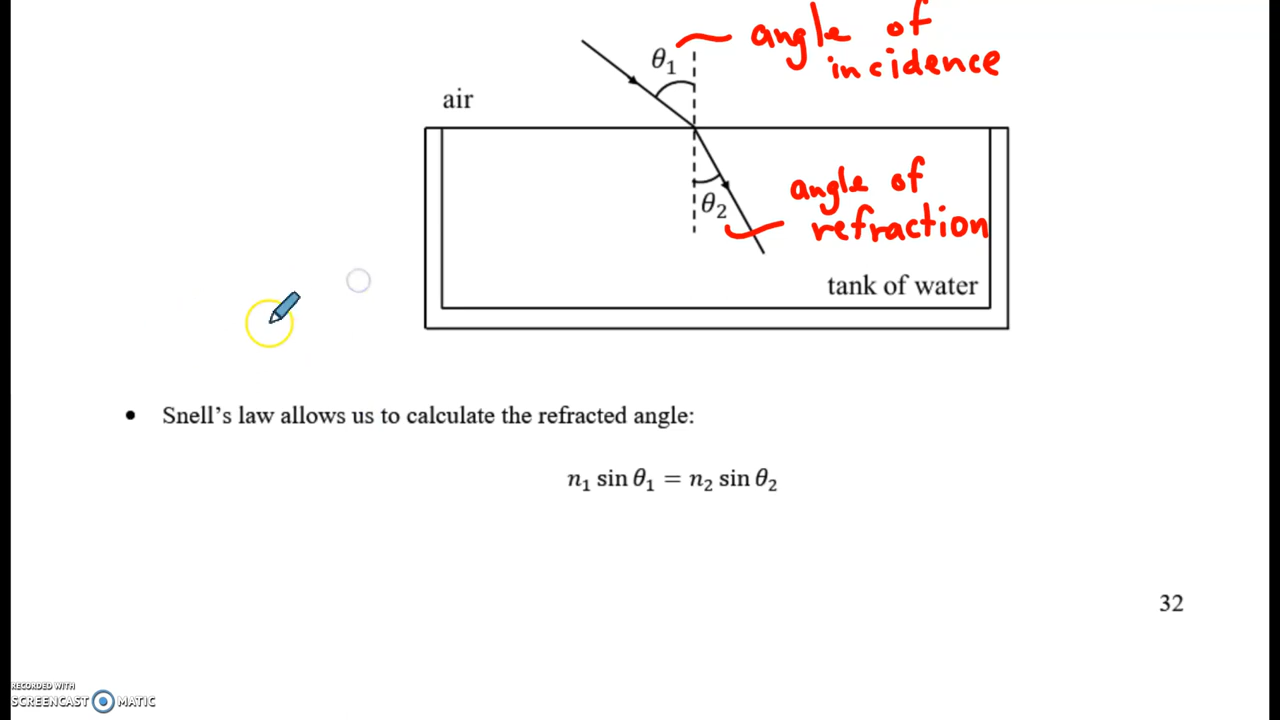 angle of
incidence
θ₁
air
angle of
refraction
θ₂
tank of water
• Snell’s law allows us to calculate the refracted angle:
n₁ sin θ₁ = n₂ sin θ₂
32
RECORDED WITH
SCREENCAST MATIC